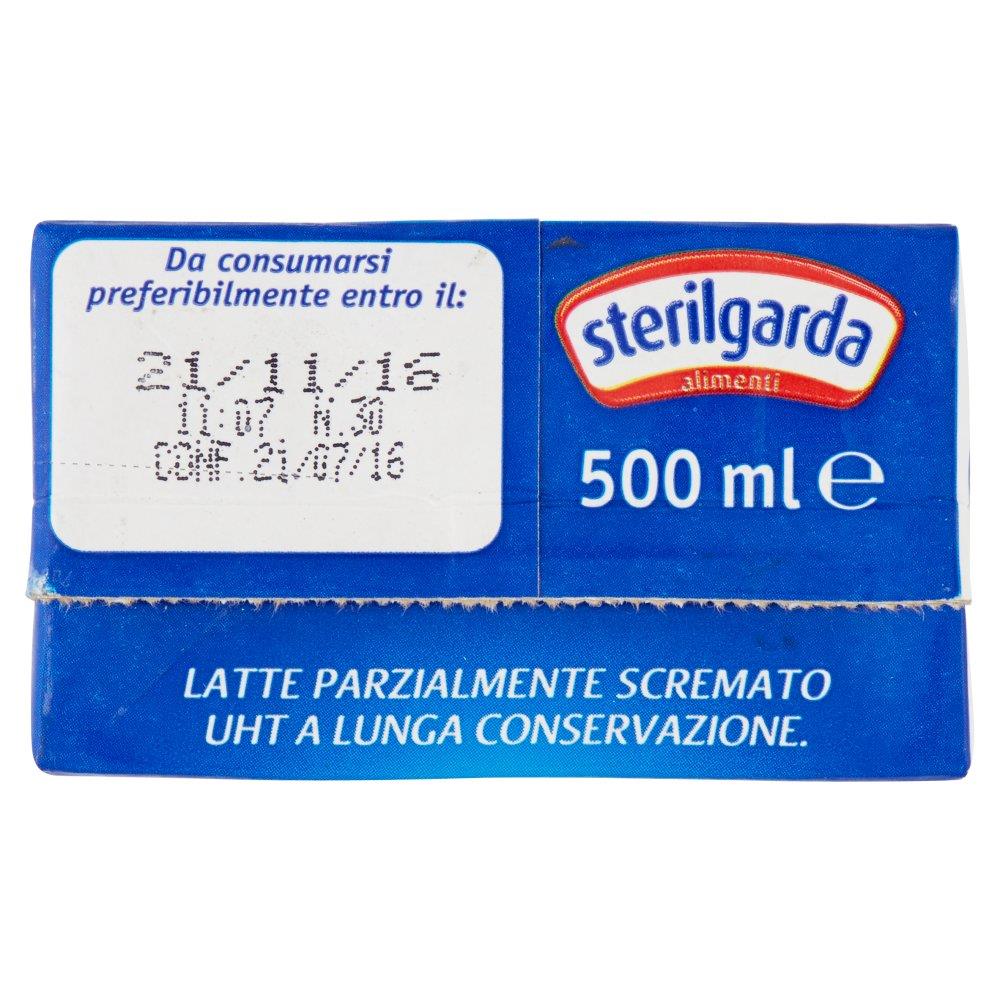 Da consumarsi
preferibilmente entro il:
21/11/16
11:07 N.30
CONF. 21/07/16
sterilgarda
alimenti
500 ml ℮
LATTE PARZIALMENTE SCREMATO
UHT A LUNGA CONSERVAZIONE.